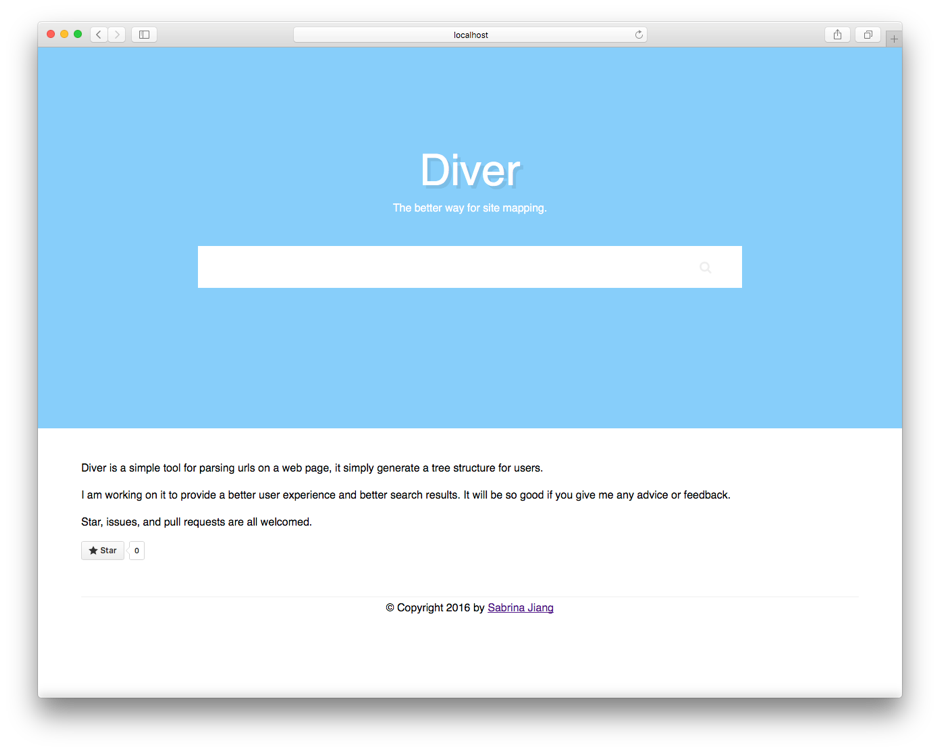 localhost
Diver
The better way for site mapping.
Diver is a simple tool for parsing urls on a web page, it simply generate a tree structure for users.
I am working on it to provide a better user experience and better search results. It will be so good if you give me any advice or feedback.
Star, issues, and pull requests are all welcomed.
Star 0
© Copyright 2016 by Sabrina Jiang